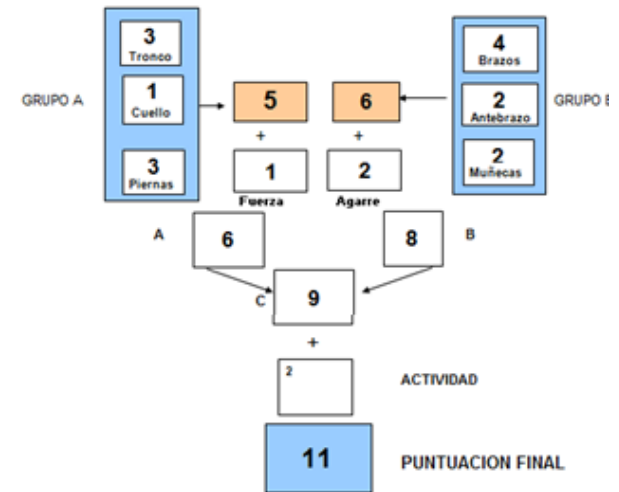 3
Tronco
4
Brazos
GRUPO A
1
Cuello
5
6
2
Antebrazo
GRUPO E
+
+
3
Piernas
1
2
2
Muñecas
Fuerza
Agarre
A
6
8
B
C
9
+
2
ACTIVIDAD
11
PUNTUACION FINAL